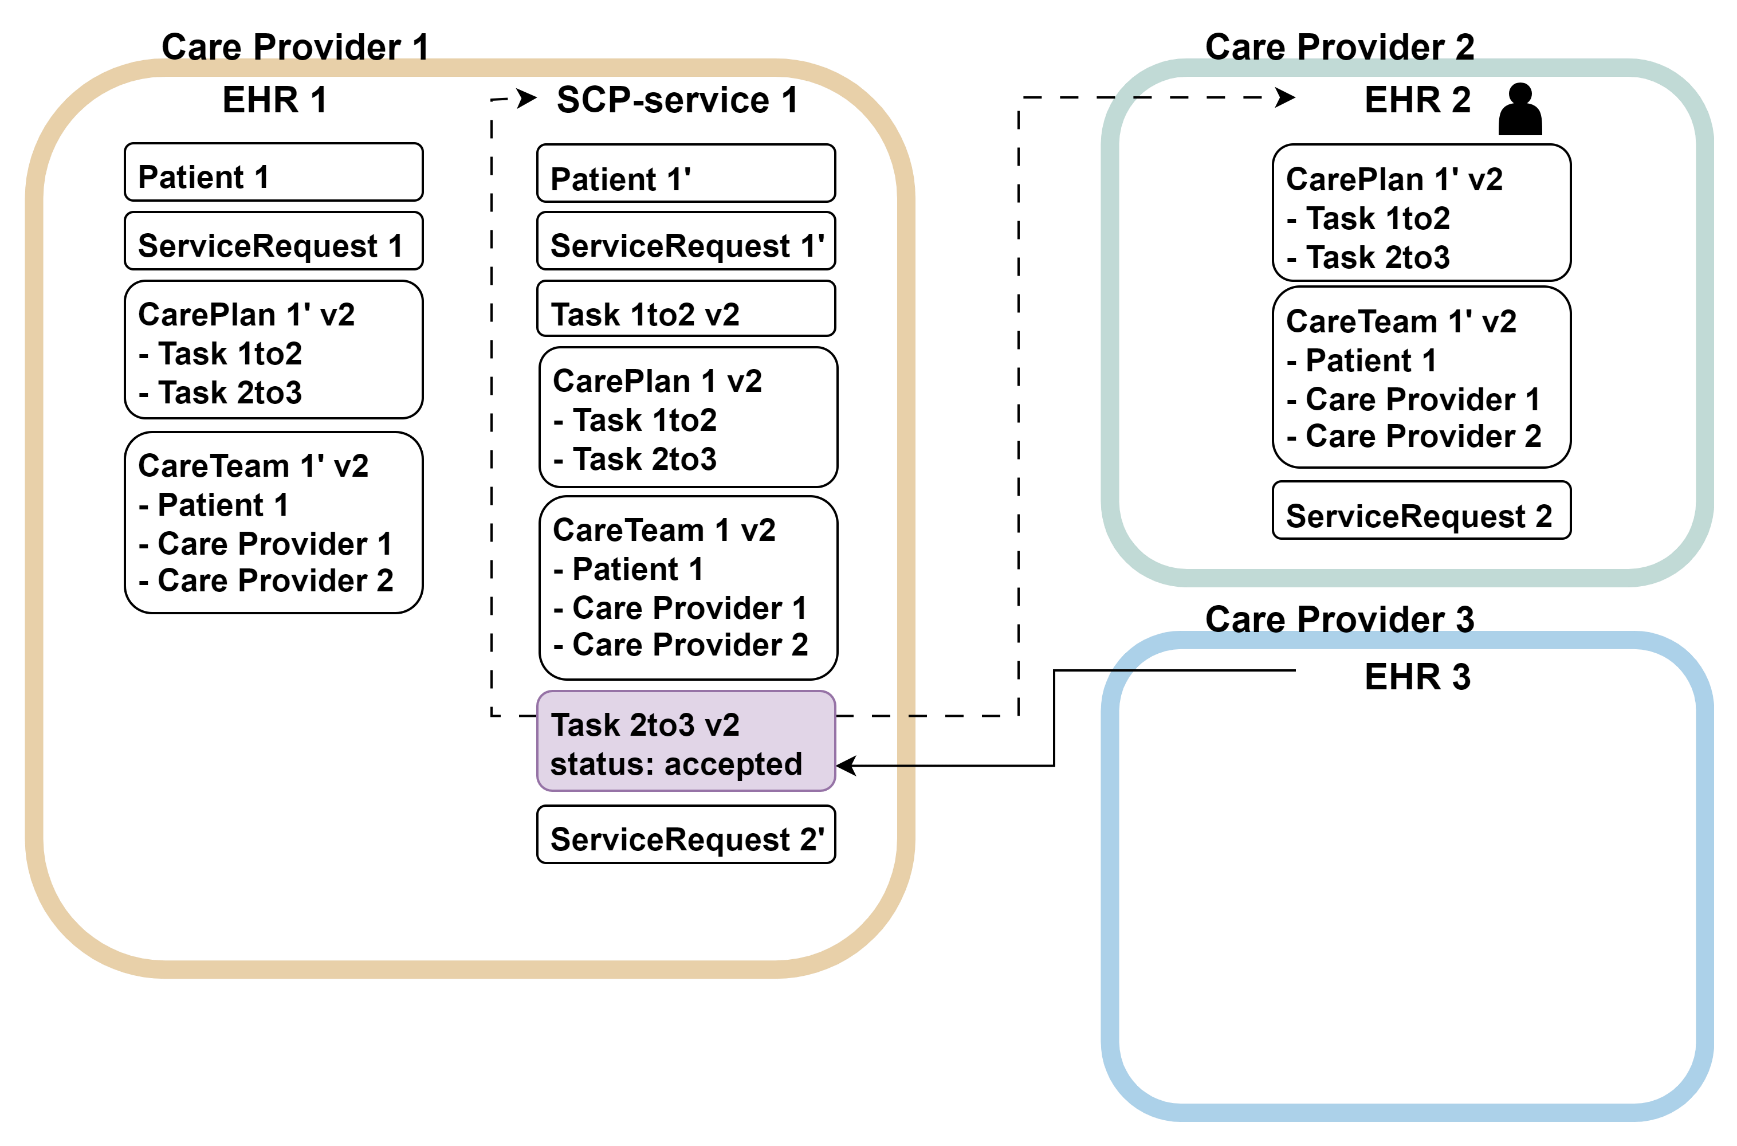 Care Provider 1
EHR 1
Patient 1
ServiceRequest 1
CarePlan 1' v2
- Task 1to2
- Task 2to3
CareTeam 1' v2
- Patient 1
- Care Provider 1
- Care Provider 2
SCP-service 1
Patient 1'
ServiceRequest 1'
Task 1to2 v2
CarePlan 1 v2
- Task 1to2
- Task 2to3
CareTeam 1 v2
- Patient 1
- Care Provider 1
- Care Provider 2
Task 2to3 v2
status: accepted
ServiceRequest 2'
Care Provider 2
EHR 2
CarePlan 1' v2
- Task 1to2
- Task 2to3
CareTeam 1' v2
- Patient 1
- Care Provider 1
- Care Provider 2
ServiceRequest 2
Care Provider 3
EHR 3